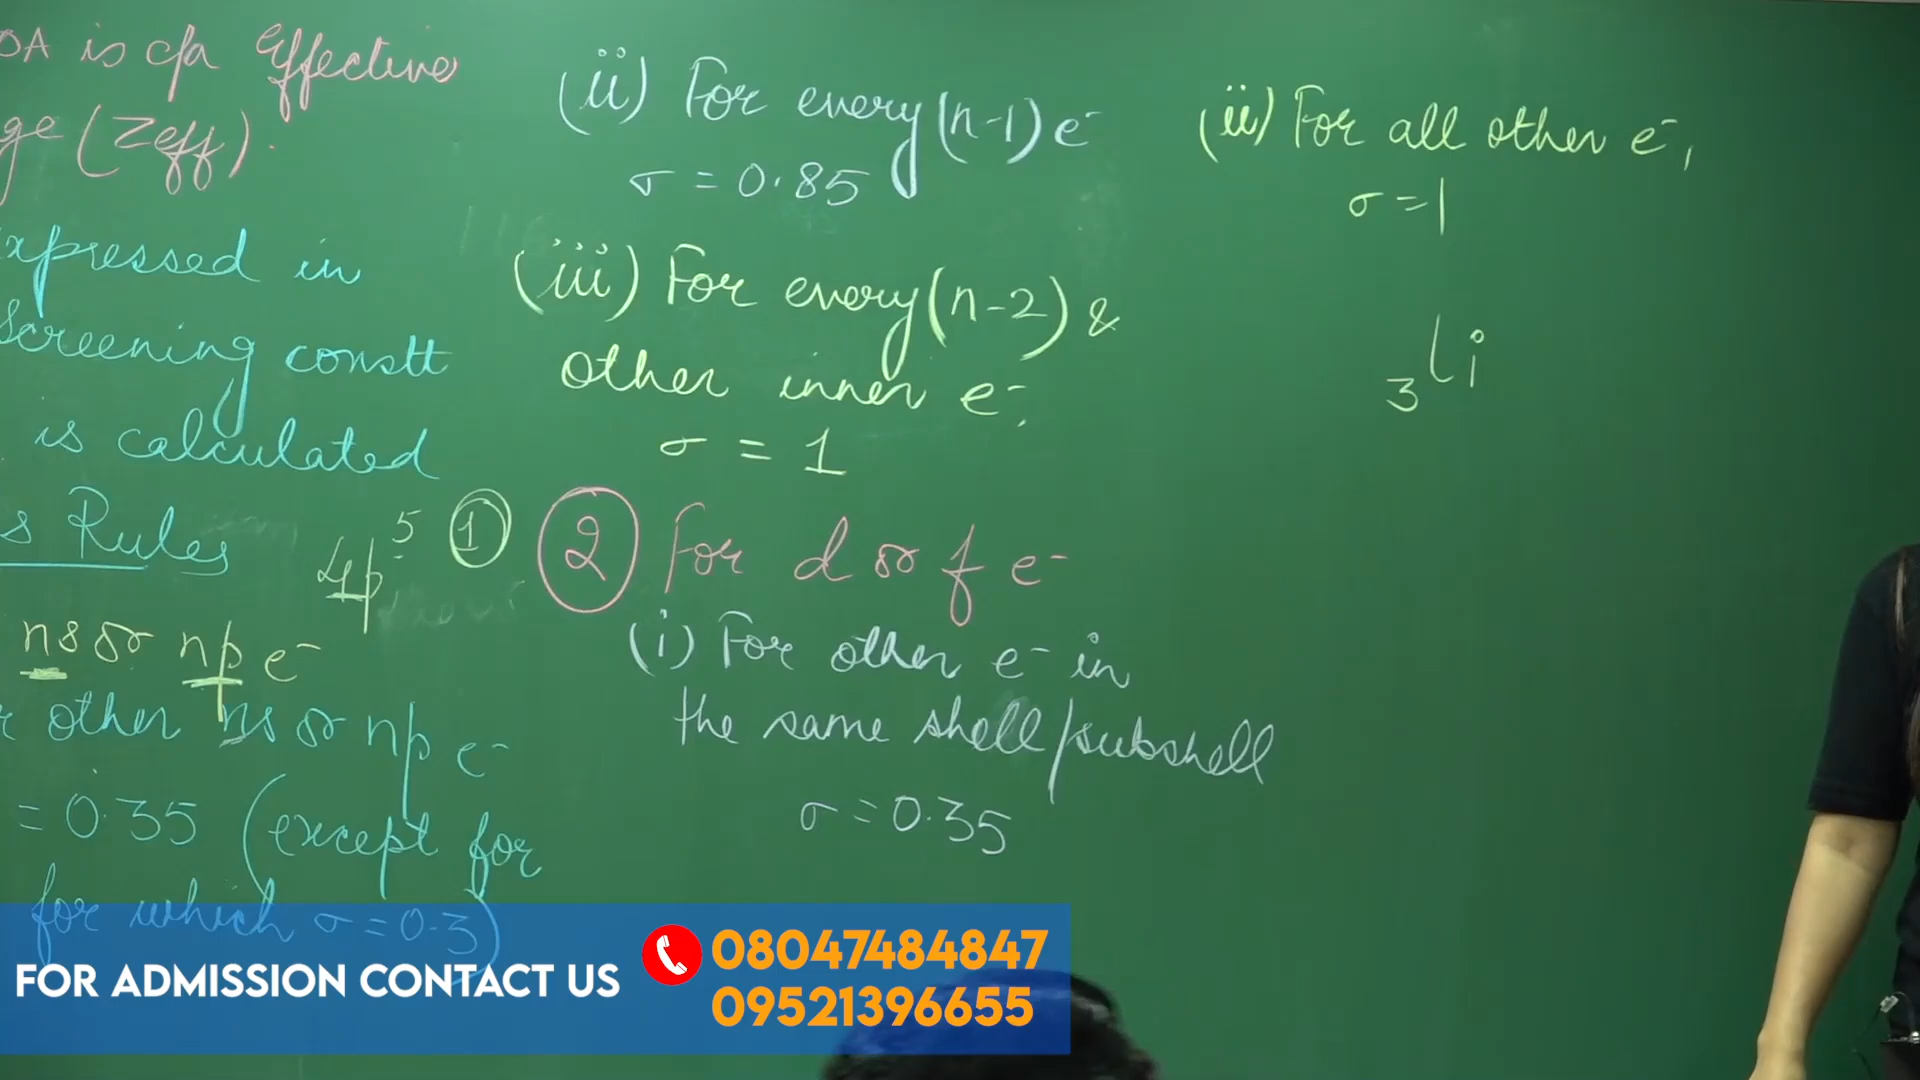 OA is c/a Effective
ge (Zeff).
xpressed in
Screening constt
is calculated
s Rules
4p⁵ ①
ns or np e⁻
other ns or np e⁻
= 0.35 (except for
for which σ = 0.3)
(ii) For every (n-1) e⁻
σ = 0.85
(iii) For every (n-2) &
other inner e⁻,
σ = 1
② For d or f e⁻
(i) For other e⁻ in
the same shell/subshell
σ = 0.35
(ii) For all other e⁻,
σ = 1
₃Li
FOR ADMISSION CONTACT US
08047484847
09521396655